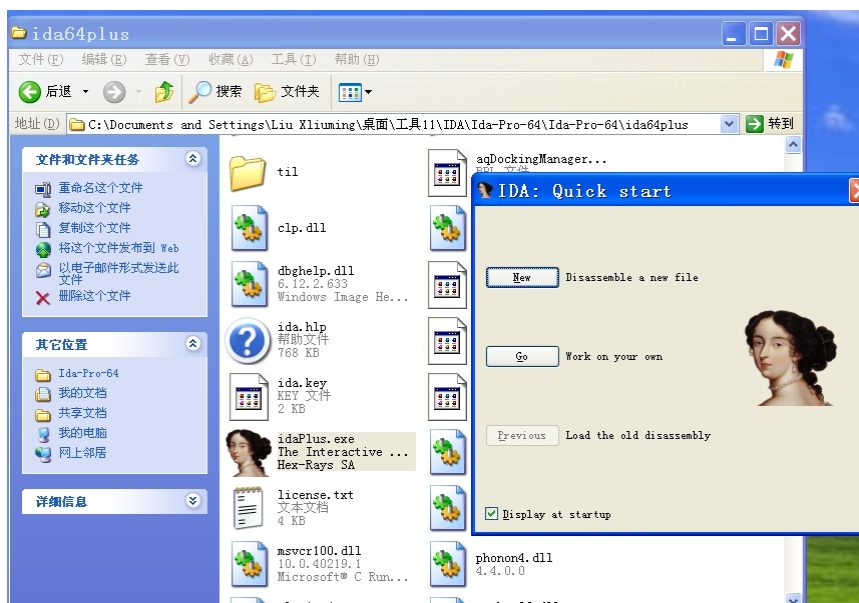 ida64plus
文件(F) 编辑(E) 查看(V) 收藏(A) 工具(T) 帮助(H)
后退 搜索 文件夹
地址(D) C:\Documents and Settings\Liu Xliuming\桌面\工具11\IDA\Ida-Pro-64\Ida-Pro-64\ida64plus 转到
文件和文件夹任务
重命名这个文件
移动这个文件
复制这个文件
将这个文件发布到 Web
以电子邮件形式发送此
文件
删除这个文件
其它位置
Ida-Pro-64
我的文档
共享文档
我的电脑
网上邻居
详细信息
til
clp.dll
dbghelp.dll
6.12.2.633
Windows Image He...
ida.hlp
帮助文件
768 KB
ida.key
KEY 文件
2 KB
idaPlus.exe
The Interactive ...
Hex-Rays SA
license.txt
文本文档
4 KB
msvcr100.dll
10.0.40219.1
Microsoft® C Run...
aqDockingManager...
BPL 文件
phonon4.dll
4.4.0.0
IDA: Quick start
New Disassemble a new file
Go Work on your own
Previous Load the old disassembly
Display at startup